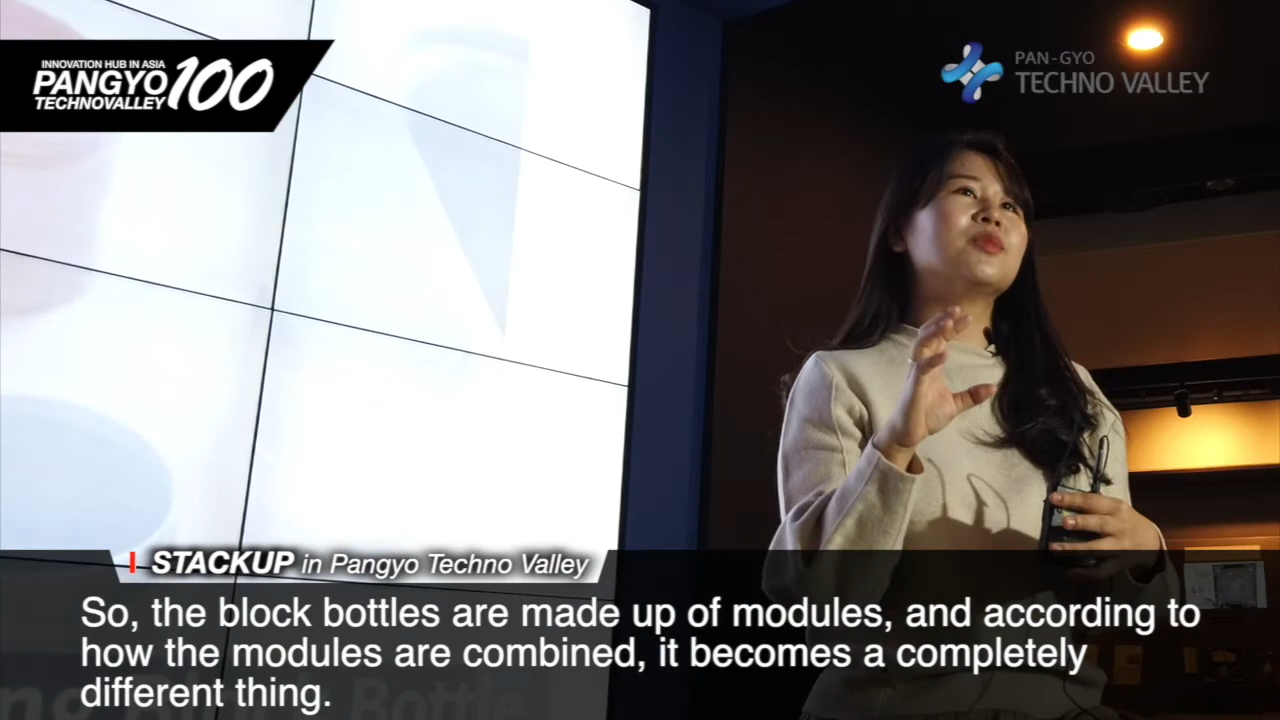 INNOVATION HUB IN ASIA
PANGYO
TECHNOVALLEY
100
PAN-GYO
TECHNO VALLEY
STACKUP in Pangyo Techno Valley
So, the block bottles are made up of modules, and according to
how the modules are combined, it becomes a completely
different thing.
Bottle